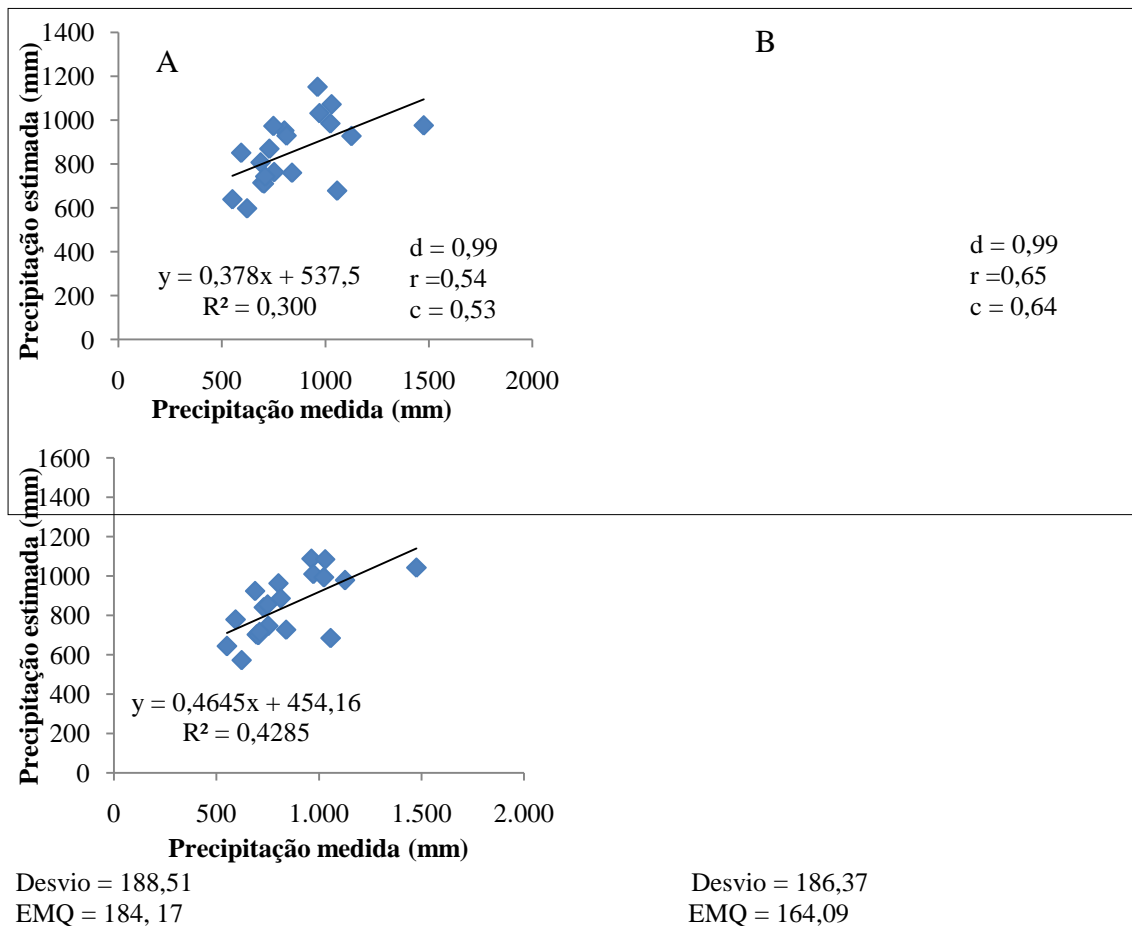 A
B
Precipitação estimada (mm)
1400
1200
1000
800
600
400
200
0
y = 0,378x + 537,5
R² = 0,300
d = 0,99
r =0,54
c = 0,53
d = 0,99
r = 0,65
c = 0,64
0 500 1000 1500 2000
Precipitação medida (mm)
Precipitação estimada (mm)
1600
1400
1200
1000
800
600
400
200
0
y = 0,4645x + 454,16
R² = 0,4285
0 500 1.000 1.500 2.000
Precipitação medida (mm)
Desvio = 188,51
EMQ = 184, 17
Desvio = 186,37
EMQ = 164,09